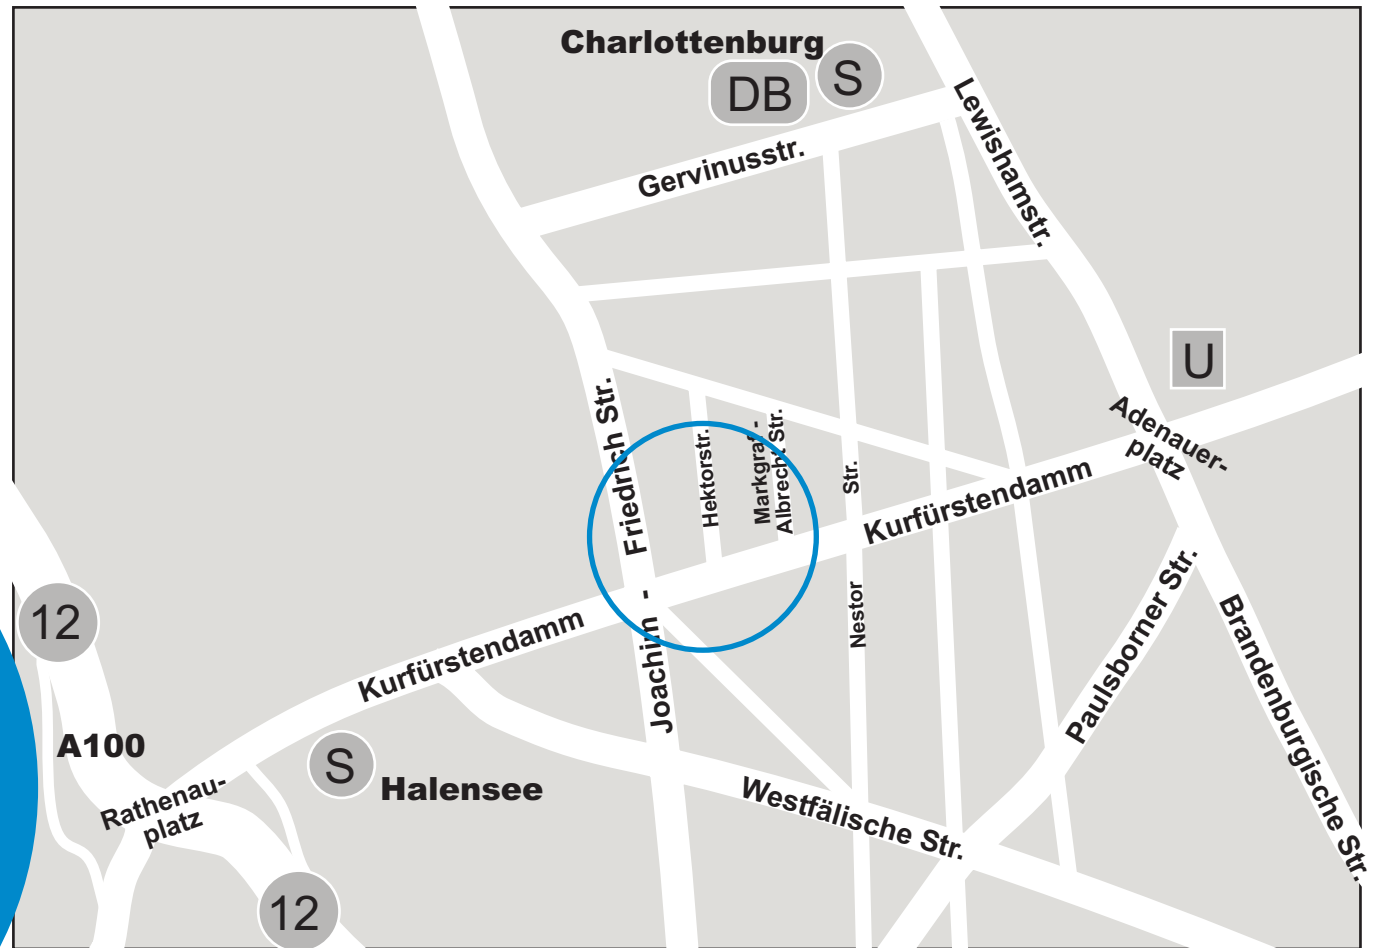 Charlottenburg
DB
S
Gervinusstr.
Lewishamstr.
U
Adenauer-
platz
Friedrich Str.
Hektorstr.
Markgraf -
Albrecht Str.
Str.
Kurfürstendamm
Nestor
Joachim -
Kurfürstendamm
Paulsborner Str.
Brandenburgische Str.
12
A100
S
Halensee
Rathenau-
platz
Westfälische Str.
12